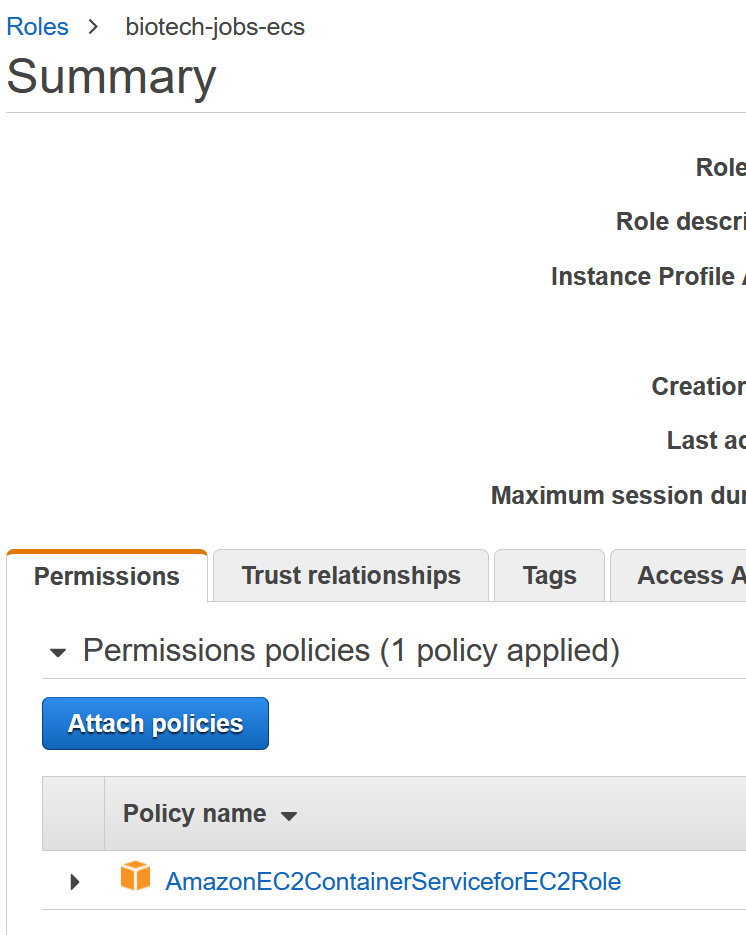 Roles > biotech-jobs-ecs
Summary
Role
Role descri
Instance Profile
Creation
Last ac
Maximum session dur
Permissions Trust relationships Tags Access A
Permissions policies (1 policy applied)
Attach policies
Policy name
AmazonEC2ContainerServiceforEC2Role